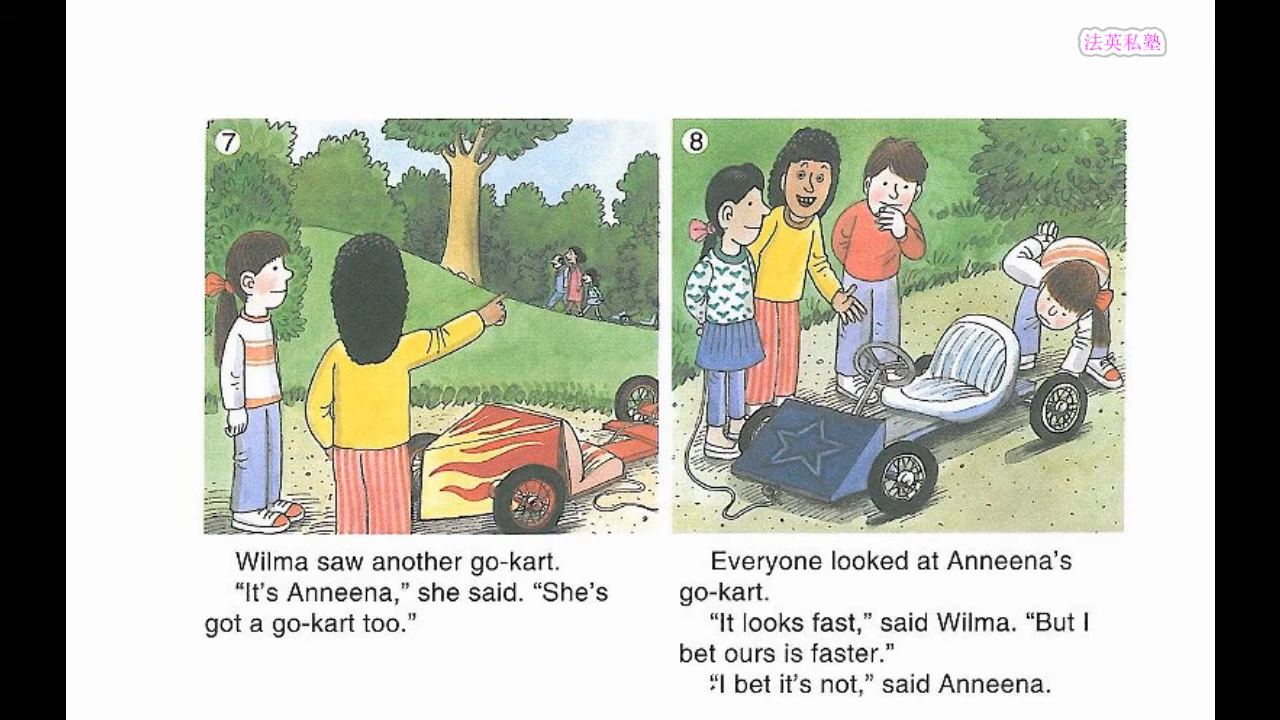 法英私塾
7
Wilma saw another go-kart.
“It’s Anneena,” she said. “She’s
got a go-kart too.”
8
Everyone looked at Anneena’s
go-kart.
“It looks fast,” said Wilma. “But I
bet ours is faster.”
“I bet it’s not,” said Anneena.